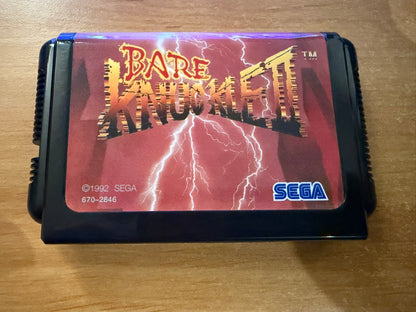 BARE
KNUCKLE II
TM
©1992 SEGA
670-2646
SEGA